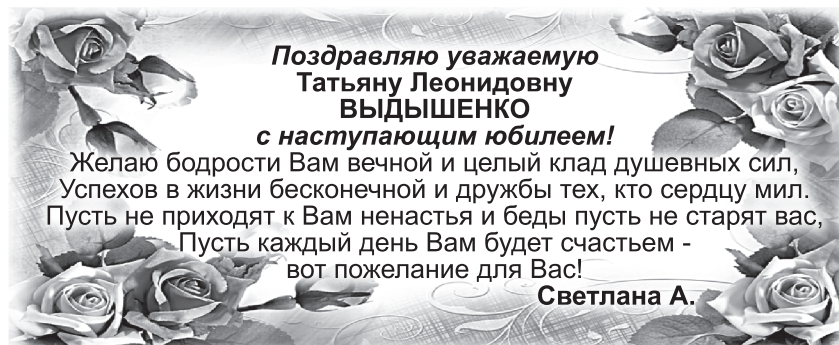 Поздравляю уважаемую
Татьяну Леонидовну
ВЫДЫШЕНКО
с наступающим юбилеем!
Желаю бодрости Вам вечной и целый клад душевных сил,
Успехов в жизни бесконечной и дружбы тех, кто сердцу мил.
Пусть не приходят к Вам ненастья и беды пусть не старят вас,
Пусть каждый день Вам будет счастьем -
вот пожелание для Вас!
Светлана А.